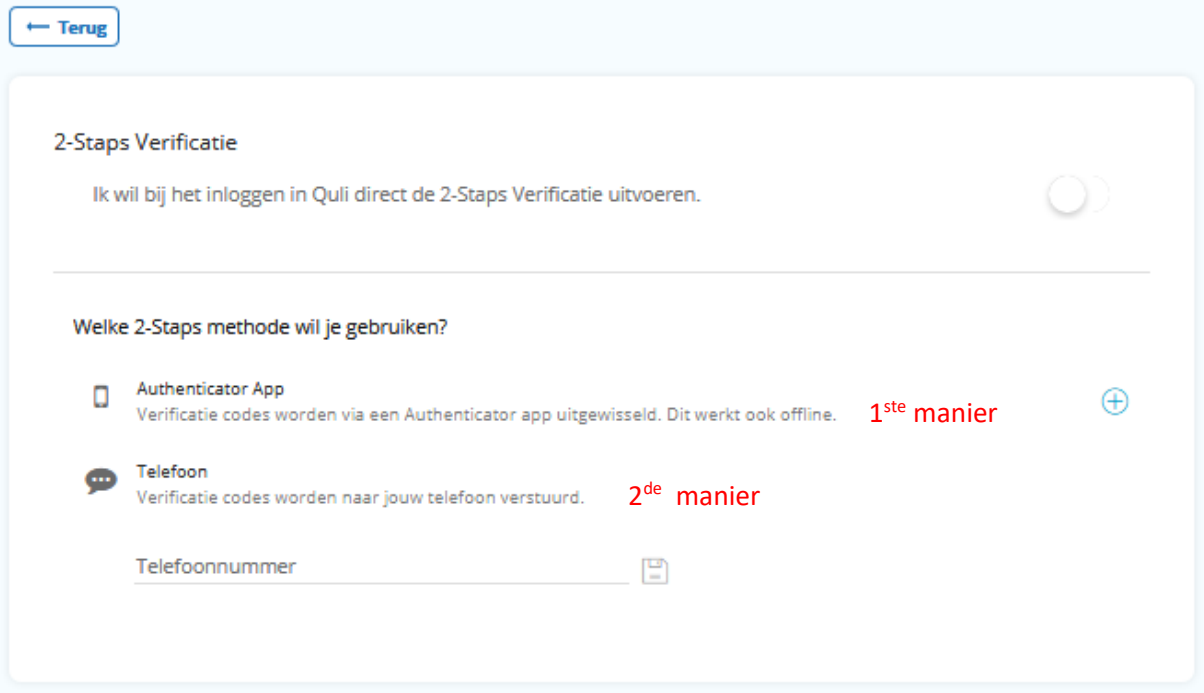 ← Terug
2-Staps Verificatie
Ik wil bij het inloggen in Quli direct de 2-Staps Verificatie uitvoeren.
Welke 2-Staps methode wil je gebruiken?
Authenticator App
Verificatie codes worden via een Authenticator app uitgewisseld. Dit werkt ook offline. 1ste manier
Telefoon
Verificatie codes worden naar jouw telefoon verstuurd. 2de manier
Telefoonnummer